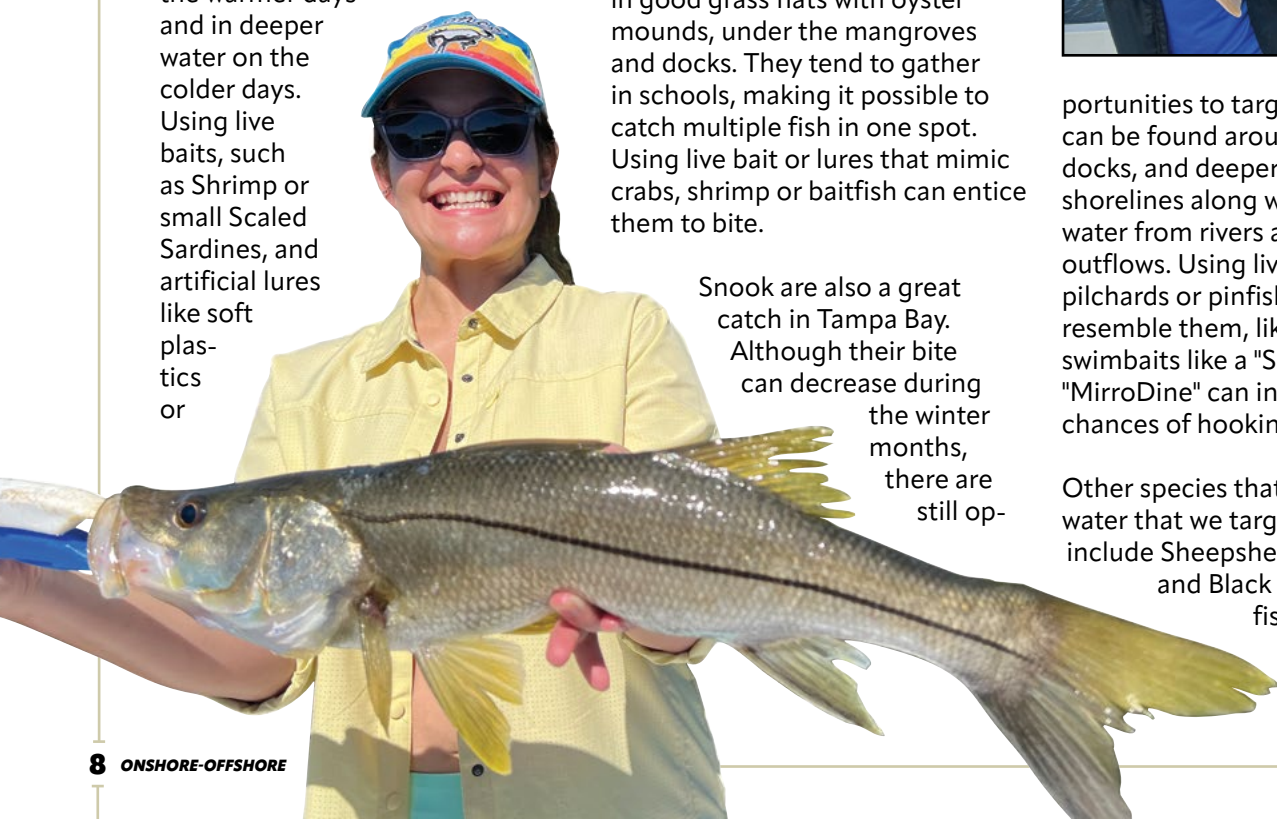 the warmer days
and in deeper
water on the
colder days.
Using live
baits, such
as Shrimp or
small Scaled
Sardines, and
artificial lures
like soft
plas-
tics
or
in good grass flats with oyster
mounds, under the mangroves
and docks. They tend to gather
in schools, making it possible to
catch multiple fish in one spot.
Using live bait or lures that mimic
crabs, shrimp or baitfish can entice
them to bite.
Snook are also a great
catch in Tampa Bay.
Although their bite
can decrease during
the winter
months,
there are
still op-
portunities to targ
can be found arou
docks, and deeper
shorelines along w
water from rivers a
outflows. Using liv
pilchards or pinfis
resemble them, lik
swimbaits like a "S
"MirroDine" can in
chances of hookin
Other species that
water that we targ
include Sheepshe
and Black
fis
8 ONSHORE-OFFSHORE